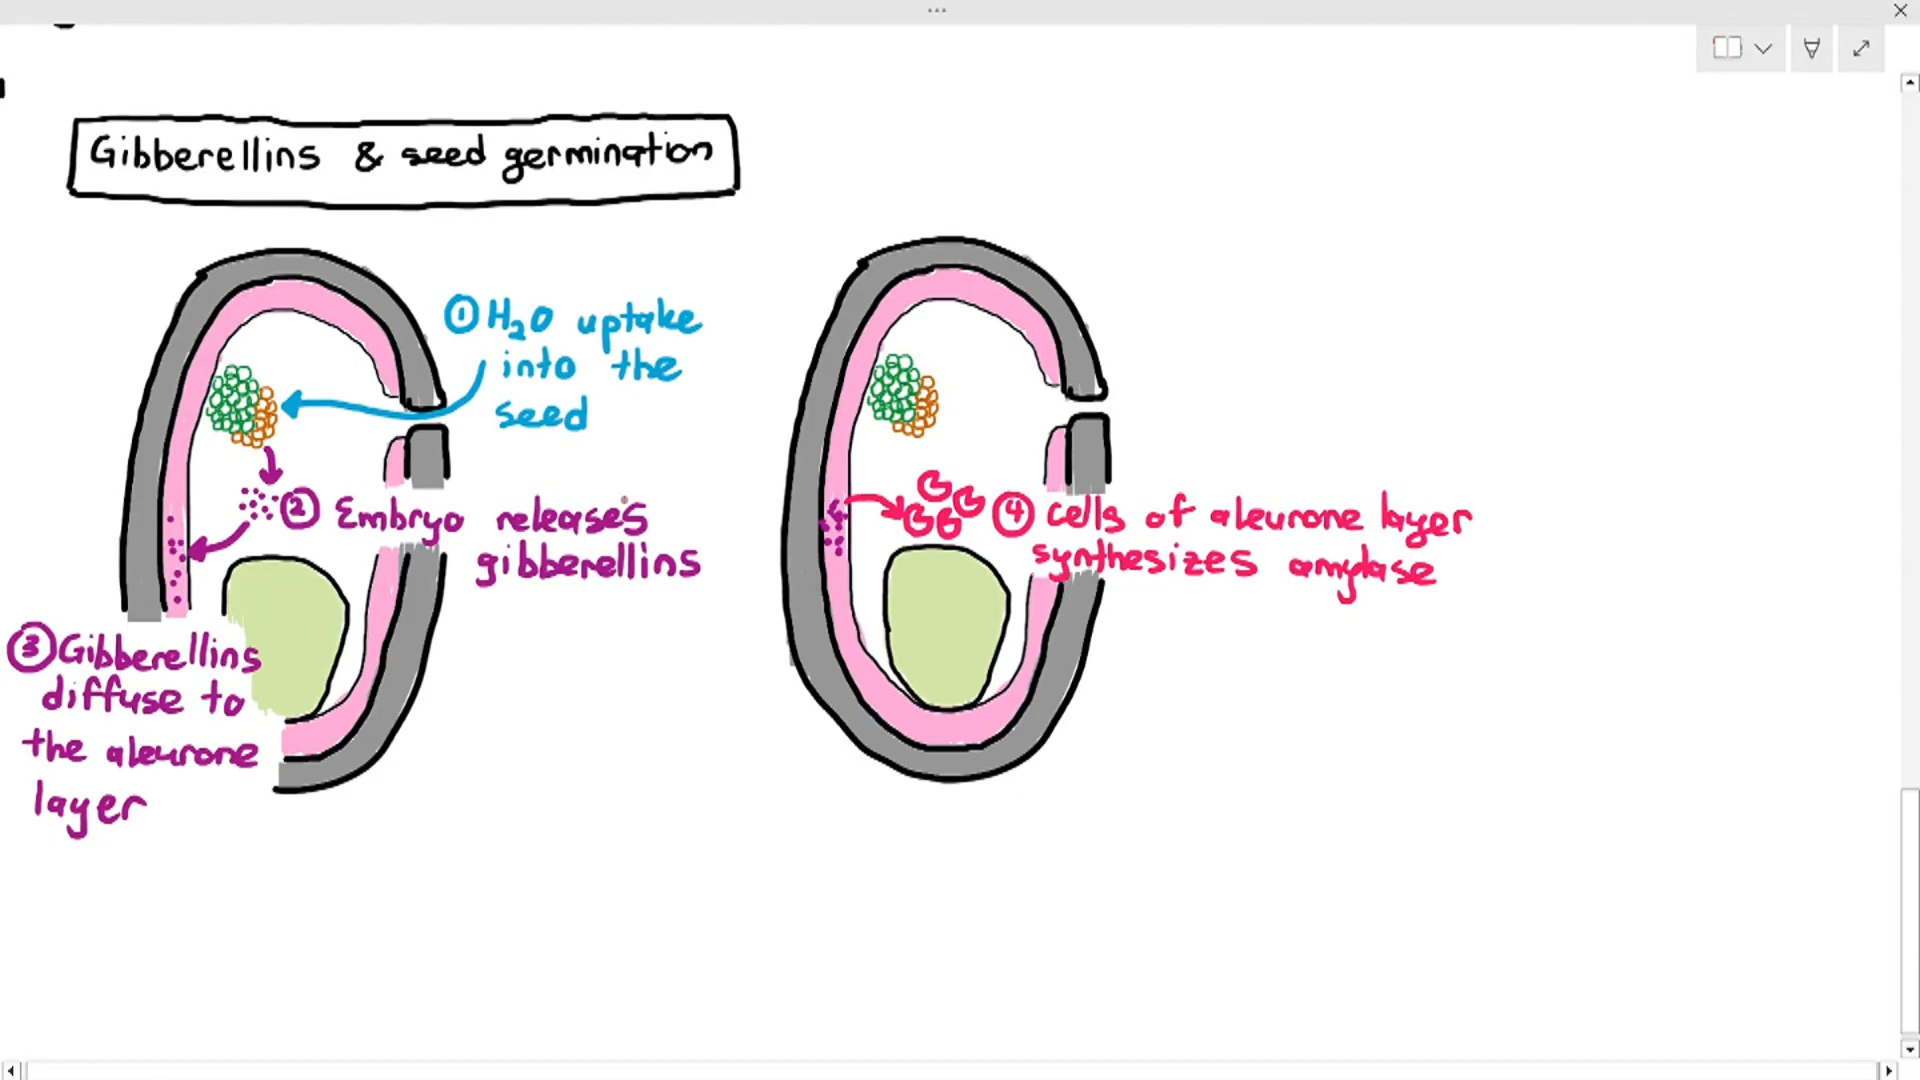 Gibberellins & seed germination
① H2O uptake
into the
seed
② Embryo releases
gibberellins
③ Gibberellins
diffuse to
the aleurone
layer
④ cells of aleurone layer
synthesizes amylase